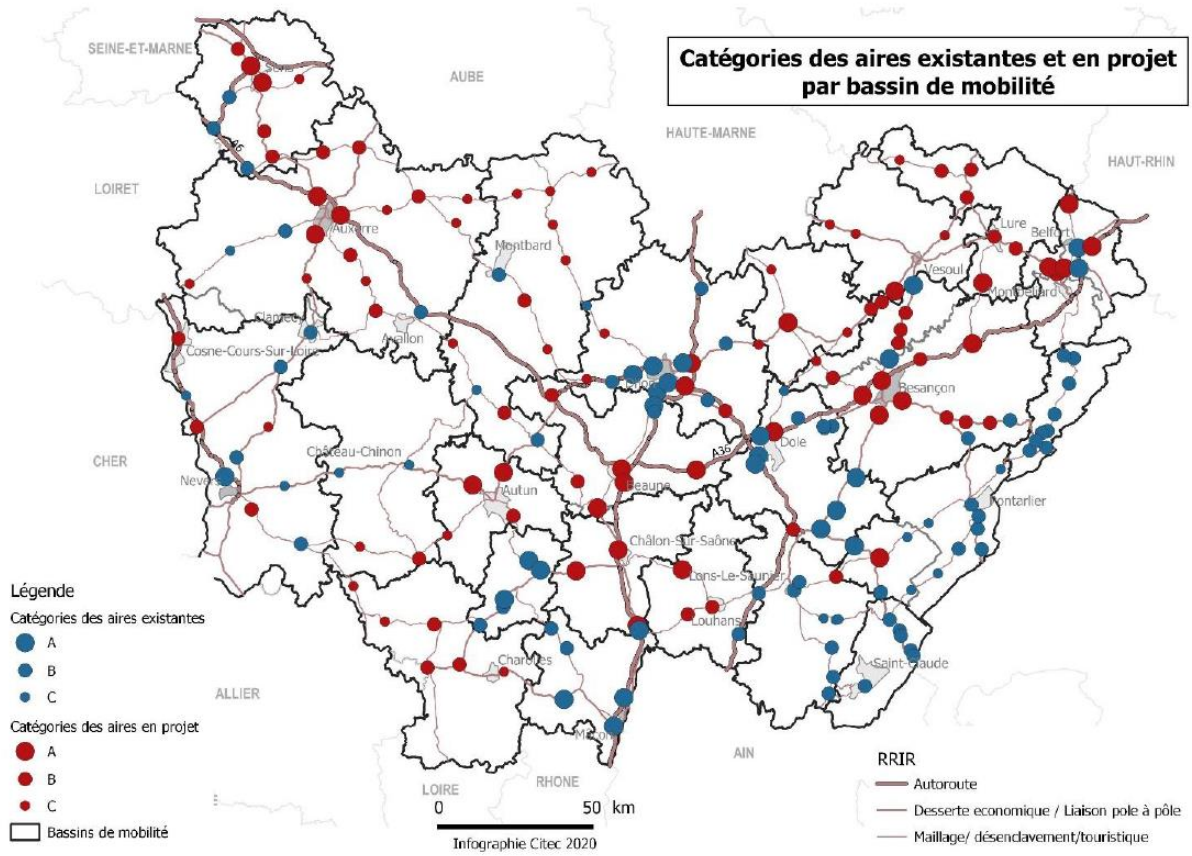 Catégories des aires existantes et en projet
par bassin de mobilité
SEINE-ET-MARNE
AUBE
HAUTE-MARNE
HAUT-RHIN
LOIRET
Sens
A6
Auxerre
Montbard
Lure
Belfort
Vesoul
Montbéliard
Clamecy
Avallon
Cosne-Cours-Sur-Loire
Dijon
Besançon
Dole
A36
CHER
Château-Chinon
Nevers
Autun
Beaune
Pontarlier
Châlon-Sur-Saône
Lons-Le-Saunier
Louhans
Charolles
Saint-Claude
Mâcon
ALLIER
AIN
LOIRE
RHONE
Légende
Catégories des aires existantes
A
B
C
Catégories des aires en projet
A
B
C
Bassins de mobilité
0 50 km
Infographie Citec 2020
RRIR
Autoroute
Desserte economique / Liaison pole à pôle
Maillage/ désenclavement/touristique